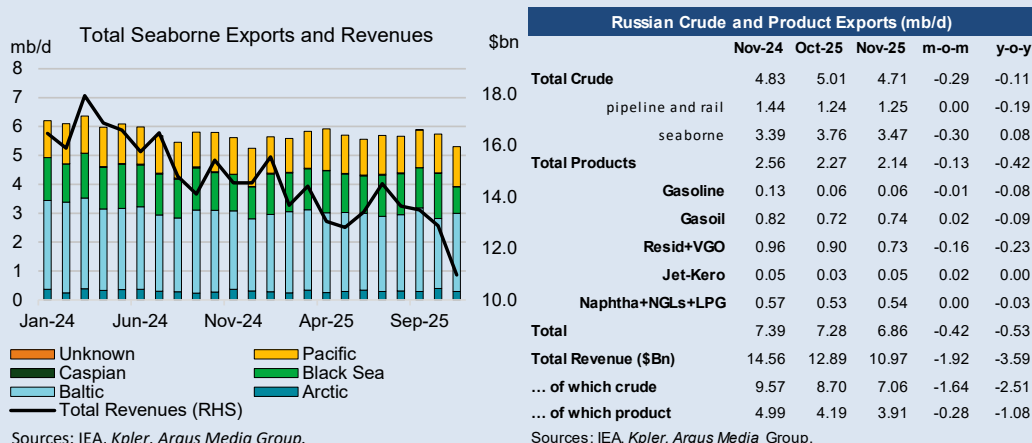 Total Seaborne Exports and Revenues
mb/d
$bn
8
7
6
5
4
3
2
1
0
18.0
16.0
14.0
12.0
10.0
Jan-24 Jun-24 Nov-24 Apr-25 Sep-25
Unknown Pacific
Caspian Black Sea
Baltic Arctic
Total Revenues (RHS)
Sources: IEA, Kpler, Argus Media Group.
Russian Crude and Product Exports (mb/d)
Nov-24 Oct-25 Nov-25 m-o-m y-o-y
Total Crude 4.83 5.01 4.71 -0.29 -0.11
pipeline and rail 1.44 1.24 1.25 0.00 -0.19
seaborne 3.39 3.76 3.47 -0.30 0.08
Total Products 2.56 2.27 2.14 -0.13 -0.42
Gasoline 0.13 0.06 0.06 -0.01 -0.08
Gasoil 0.82 0.72 0.74 0.02 -0.09
Resid+VGO 0.96 0.90 0.73 -0.16 -0.23
Jet-Kero 0.05 0.03 0.05 0.02 0.00
Naphtha+NGLs+LPG 0.57 0.53 0.54 0.00 -0.03
Total 7.39 7.28 6.86 -0.42 -0.53
Total Revenue ($Bn) 14.56 12.89 10.97 -1.92 -3.59
... of which crude 9.57 8.70 7.06 -1.64 -2.51
... of which product 4.99 4.19 3.91 -0.28 -1.08
Sources: IEA, Kpler, Argus Media Group.